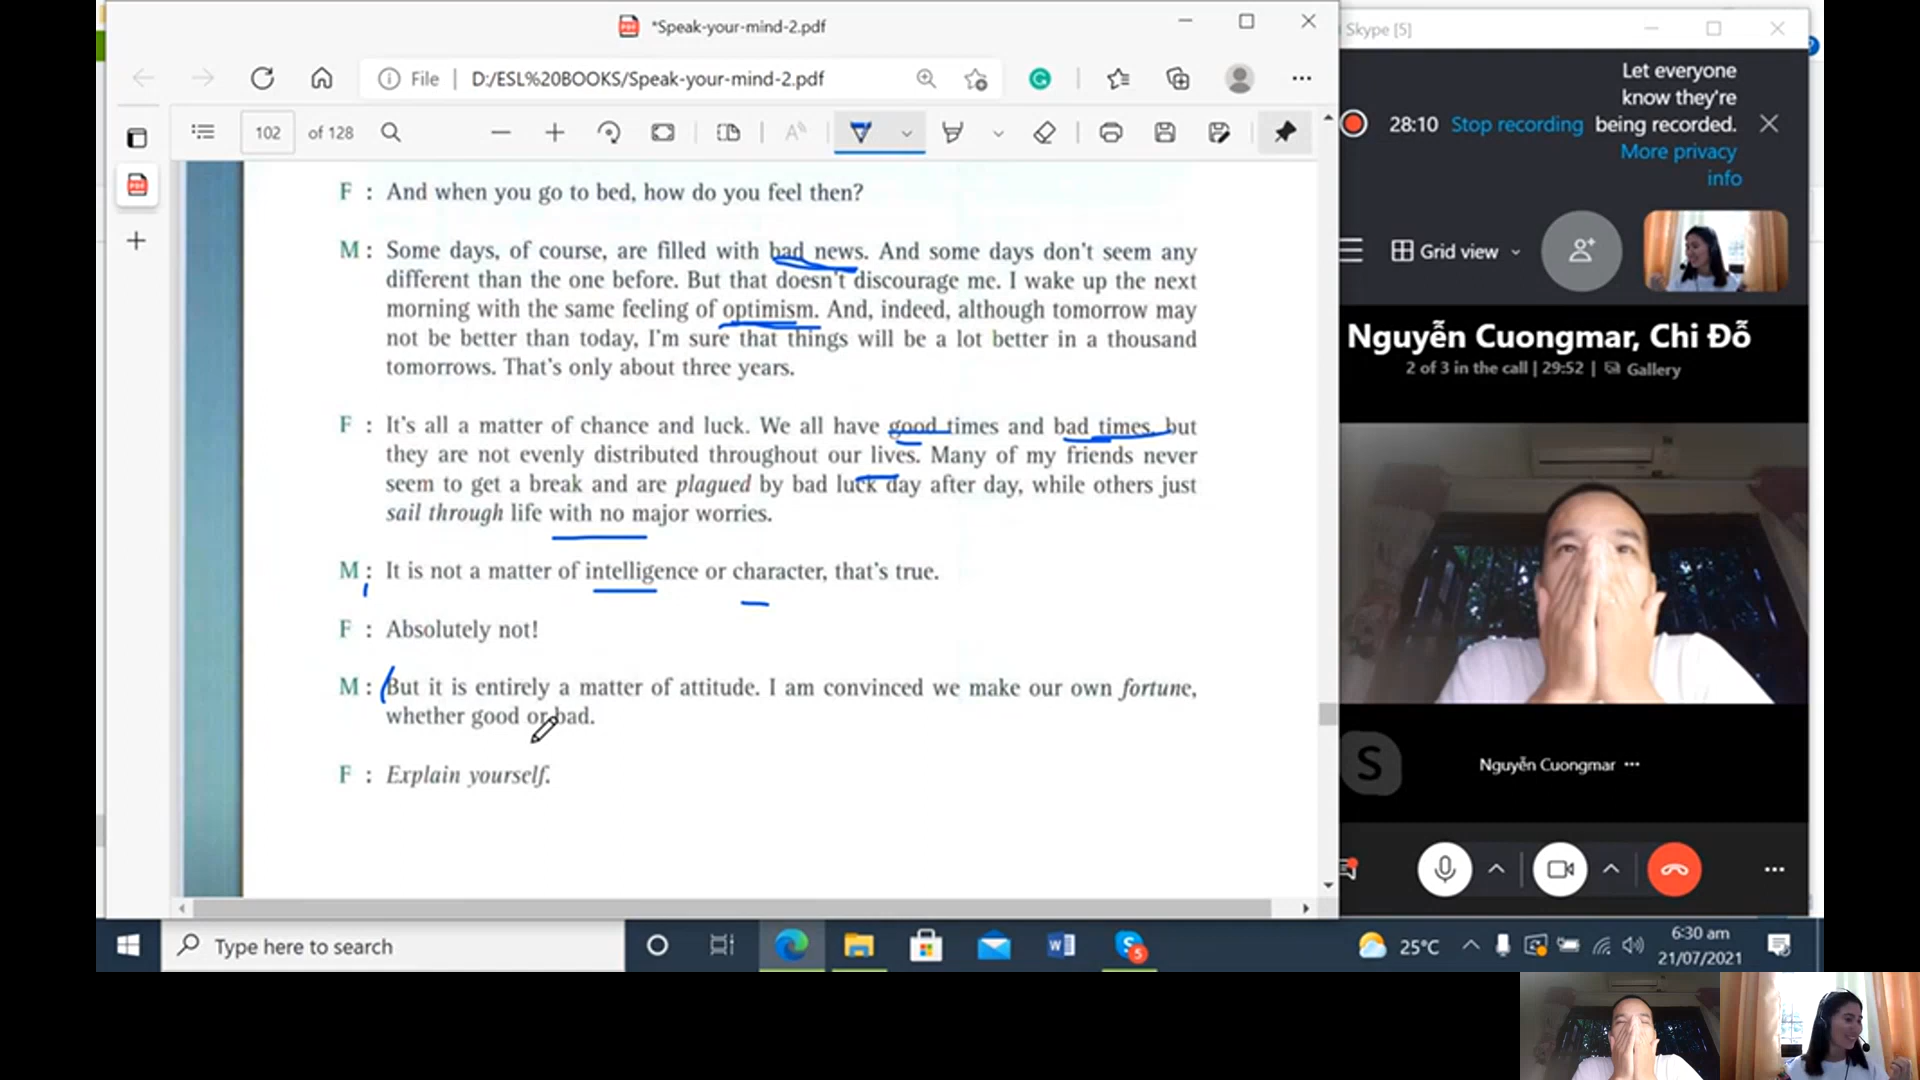 *Speak-your-mind-2.pdf
Skype [5]
File | D:/ESL%20BOOKS/Speak-your-mind-2.pdf
102 of 128
F : And when you go to bed, how do you feel then?
M : Some days, of course, are filled with bad news. And some days don't seem any
different than the one before. But that doesn't discourage me. I wake up the next
morning with the same feeling of optimism. And, indeed, although tomorrow may
not be better than today, I'm sure that things will be a lot better in a thousand
tomorrows. That's only about three years.
F : It's all a matter of chance and luck. We all have good times and bad times, but
they are not evenly distributed throughout our lives. Many of my friends never
seem to get a break and are plagued by bad luck day after day, while others just
sail through life with no major worries.
M : It is not a matter of intelligence or character, that's true.
F : Absolutely not!
M : But it is entirely a matter of attitude. I am convinced we make our own fortune,
whether good or bad.
F : Explain yourself.
Let everyone
know they're
28:10 Stop recording being recorded.
More privacy
info
Grid view
Nguyễn Cuongmar, Chi Đỗ
2 of 3 in the call | 29:52 | Gallery
S
Nguyễn Cuongmar
Type here to search
5
25°C
6:30 am
21/07/2021